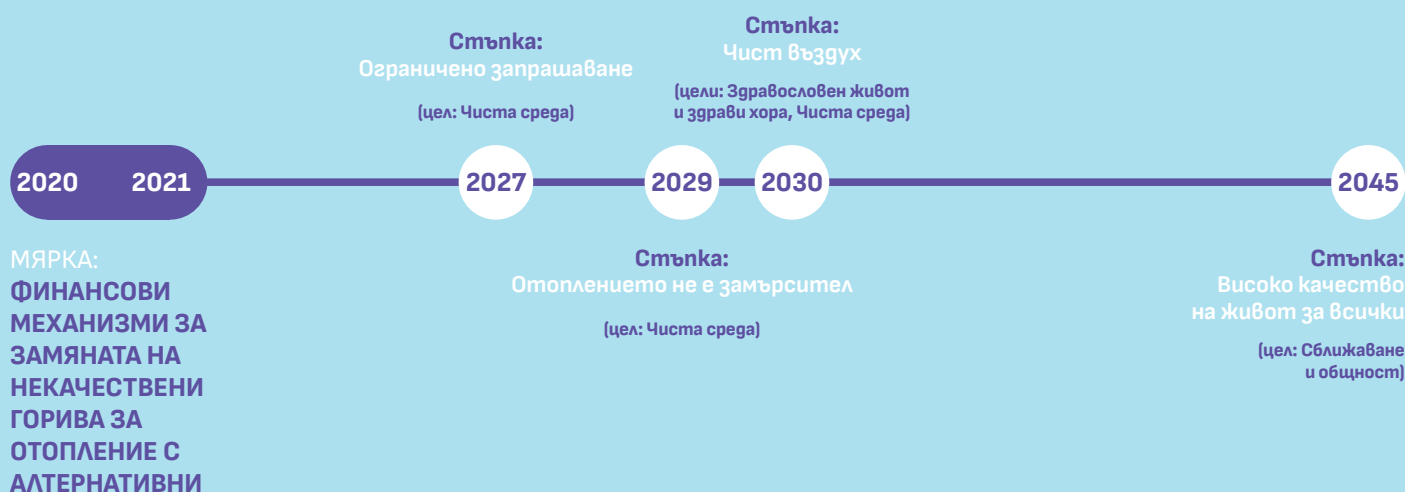 Стъпка:
Ограничено запрашаване
(цел: Чиста среда)
Стъпка:
Чист въздух
(цели: Здравословен живот
и здрави хора, Чиста среда)
2020 2021 2027 2029 2030 2045
МЯРКА:
ФИНАНСОВИ
МЕХАНИЗМИ ЗА
ЗАМЯНАТА НА
НЕКАЧЕСТВЕНИ
ГОРИВА ЗА
ОТОПЛЕНИЕ С
АЛТЕРНАТИВНИ
Стъпка:
Отоплението не е замърсител
(цел: Чиста среда)
Стъпка:
Високо качество
на живот за всички
(цел: Сближаване
и общност)